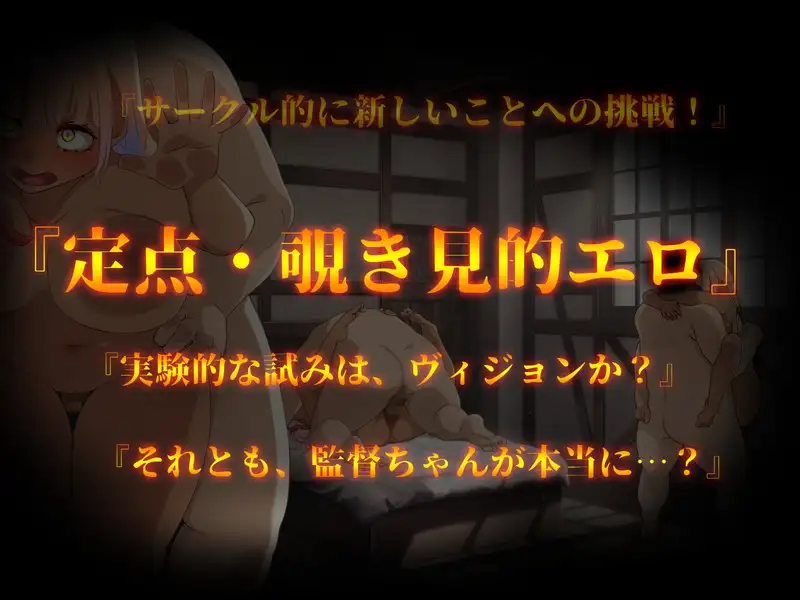 『サークル的に新しいことへの挑戦！』
『定点・覗き見的エロ』
『実験的な試みは、ヴィジョンか？』
『それとも、監督ちゃんが本当に…？』